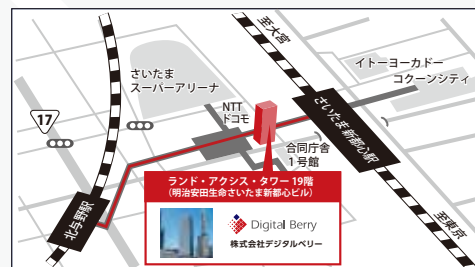 至大宮
さいたま
スーパーアリーナ
イトーヨーカドー
コクーンシティ
17
NTT
ドコモ
さいたま新都心駅
合同庁舎
1号館
北与野駅
ランド・アクシス・タワー 19階
(明治安田生命さいたま新都心ビル)
Digital Berry
株式会社デジタルベリー
至東京